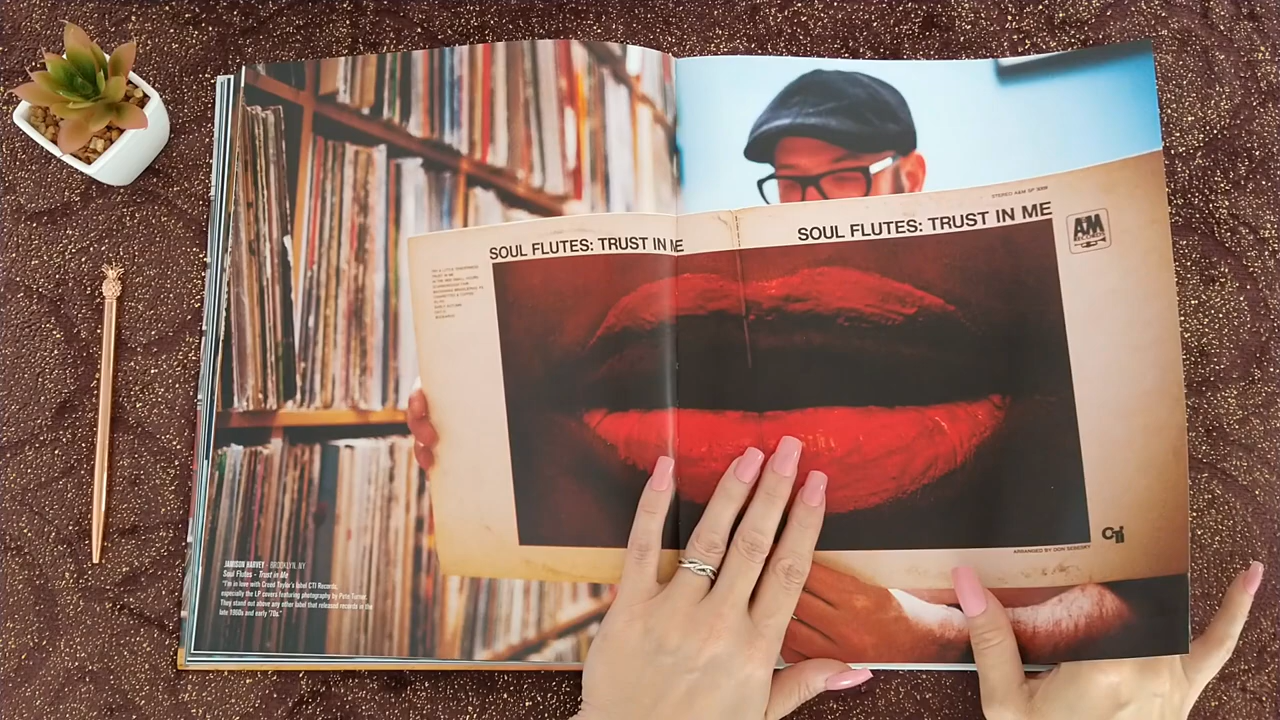 SOUL FLUTES: TRUST IN ME
STEREO A&M SP 3009
SOUL FLUTES: TRUST IN ME
A&M
RECORDS
TRUST IN ME
CTi
ARRANGED BY DON SEBESKY
JAMISON HARVEY - BROOKLYN, NY
Soul Flutes - Trust in Me
"I'm in love with Creed Taylor's label CTI Records,
especially the LP covers featuring photography by Pete Turner.
They stand out above any other label that released records in the
late 1960s and early '70s."